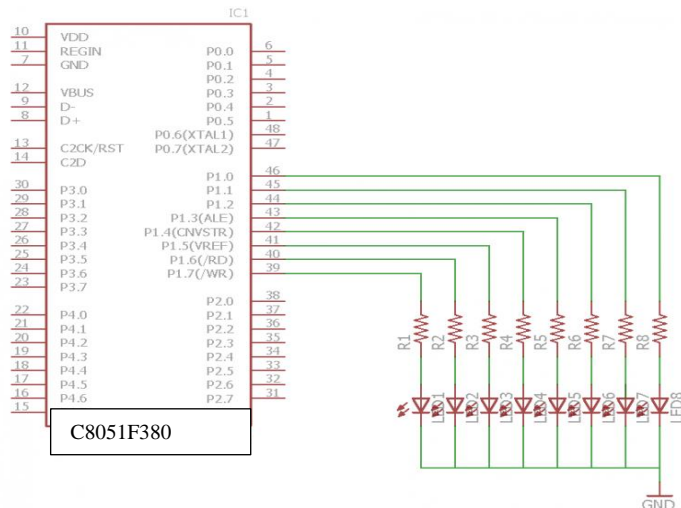 IC1
10 VDD
11 REGIN P0.0 6
7 GND P0.1 5
P0.2 4
12 VBUS P0.3 3
9 D- P0.4 2
8 D+ P0.5 1
P0.6(XTAL1) 48
13 C2CK/RST P0.7(XTAL2) 47
14 C2D
P1.0 46
30 P3.0 P1.1 45
29 P3.1 P1.2 44
28 P3.2 P1.3(ALE) 43
27 P3.3 P1.4(CNVSTR) 42
26 P3.4 P1.5(VREF) 41
25 P3.5 P1.6(/RD) 40
24 P3.6 P1.7(/WR) 39
23 P3.7
P2.0 38
22 P4.0 P2.1 37
21 P4.1 P2.2 36
20 P4.2 P2.3 35
19 P4.3 P2.4 34
18 P4.4 P2.5 33
17 P4.5 P2.6 32
16 P4.6 P2.7 31
15
C8051F380
R1 R2 R3 R4 R5 R6 R7 R8
LED1 LED2 LED3 LED4 LED5 LED6 LED7 LED8
GND